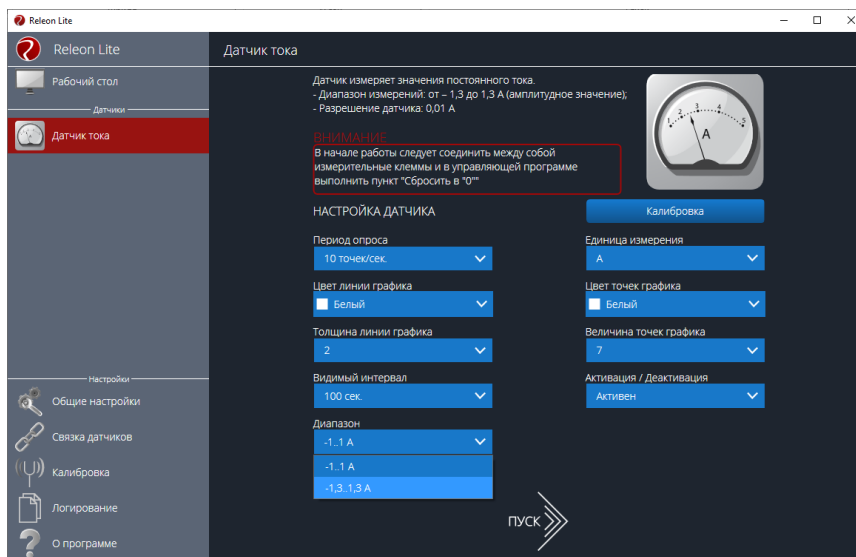 Releon Lite
Releon Lite
Датчик тока
Рабочий стол
Датчики
Датчик тока
Датчик измеряет значения постоянного тока.
- Диапазон измерений: от – 1,3 до 1,3 А (амплитудное значение);
- Разрешение датчика: 0,01 А
ВНИМАНИЕ
В начале работы следует соединить между собой
измерительные клеммы и в управляющей программе
выполнить пункт "Сбросить в "0""
1 2 3 4 5
A
НАСТРОЙКА ДАТЧИКА
Калибровка
Период опроса
Единица измерения
10 точек/сек.
А
Цвет линии графика
Цвет точек графика
Белый
Белый
Толщина линии графика
Величина точек графика
2
7
Видимый интервал
Активация / Деактивация
100 сек.
Активен
Диапазон
-1..1 А
-1..1 А
-1,3..1,3 А
ПУСК
Настройки
Общие настройки
Связка датчиков
Калибровка
Логирование
О программе